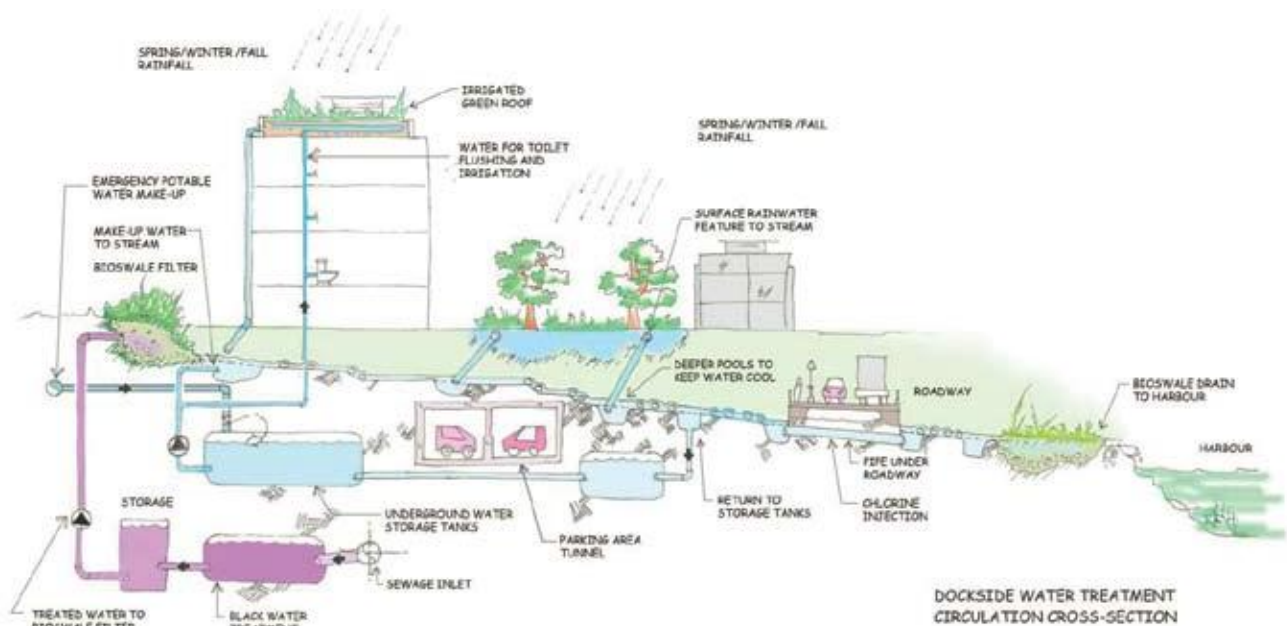 SPRING/WINTER/FALL
RAINFALL
IRRIGATED
GREEN ROOF
SPRING/WINTER/FALL
RAINFALL
WATER FOR TOILET
FLUSHING AND
IRRIGATION
EMERGENCY POTABLE
WATER MAKE-UP
SURFACE RAINWATER
FEATURE TO STREAM
MAKE-UP WATER
TO STREAM
BIOSWALE FILTER
DEEPER POOLS TO
KEEP WATER COOL
ROADWAY
BIOSWALE DRAIN
TO HARBOUR
HARBOUR
PIPE UNDER
ROADWAY
STORAGE
UNDERGROUND WATER
STORAGE TANKS
RETURN TO
STORAGE TANKS
CHLORINE
INJECTION
PARKING AREA
TUNNEL
SEWAGE INLET
DOCKSIDE WATER TREATMENT
CIRCULATION CROSS-SECTION
TREATED WATER TO
BLACK WATER